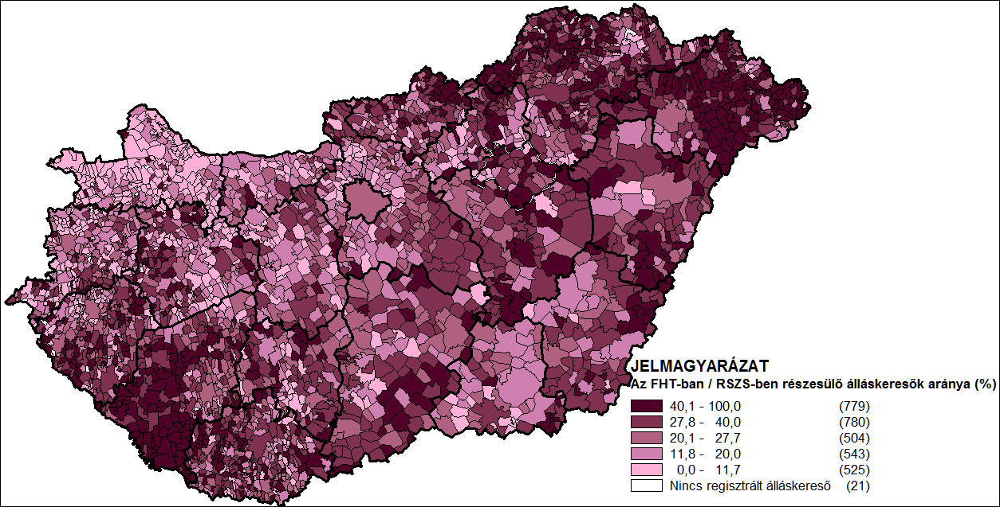 JELMAGYARÁZAT
Az FHT-ban / RSZS-ben részesülő álláskeresők aránya (%)
40,1 - 100,0 (779)
27,8 - 40,0 (780)
20,1 - 27,7 (504)
11,8 - 20,0 (543)
0,0 - 11,7 (525)
Nincs regisztrált álláskereső (21)